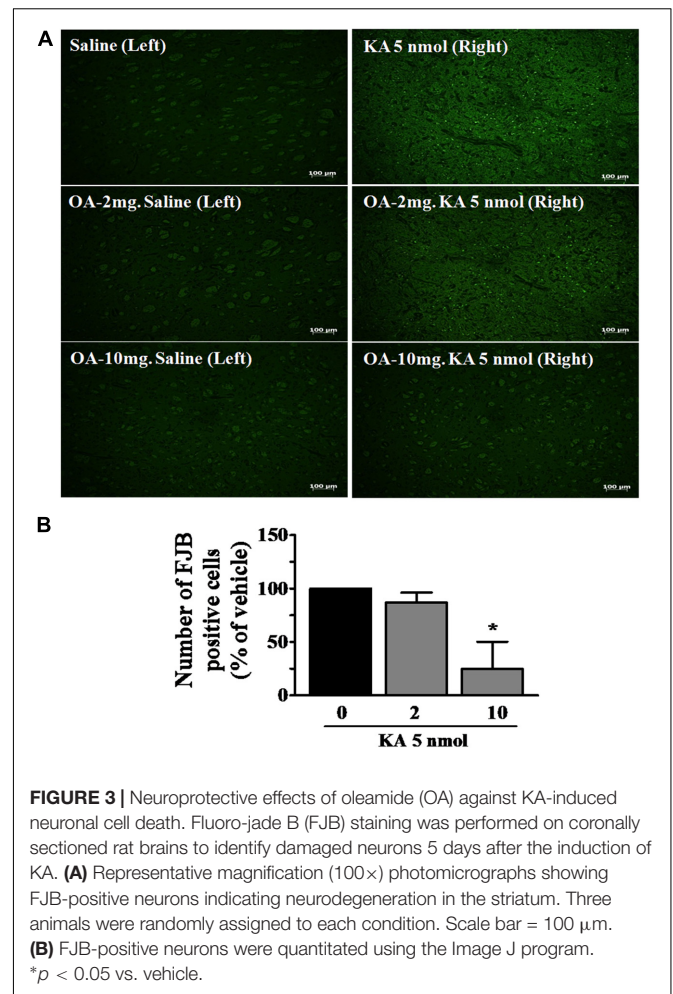 A
Saline (Left)
KA 5 nmol (Right)
100 µm
100 µm
OA-2mg. Saline (Left)
OA-2mg. KA 5 nmol (Right)
100 µm
100 µm
OA-10mg. Saline (Left)
OA-10mg. KA 5 nmol (Right)
100 µm
100 µm
B
Number of FJB
positive cells
(% of vehicle)
150
100
50
0
*
0 2 10
KA 5 nmol
FIGURE 3 | Neuroprotective effects of oleamide (OA) against KA-induced
neuronal cell death. Fluoro-jade B (FJB) staining was performed on coronally
sectioned rat brains to identify damaged neurons 5 days after the induction of
KA. (A) Representative magnification (100×) photomicrographs showing
FJB-positive neurons indicating neurodegeneration in the striatum. Three
animals were randomly assigned to each condition. Scale bar = 100 µm.
(B) FJB-positive neurons were quantitated using the Image J program.
*p < 0.05 vs. vehicle.